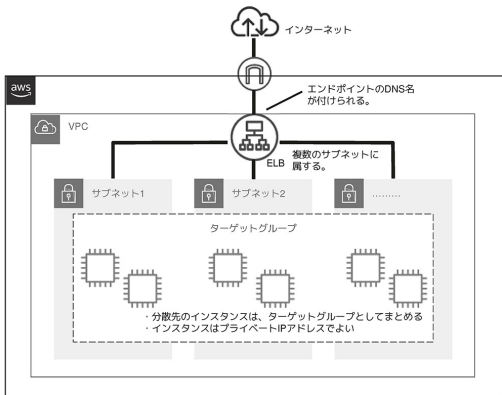 インターネット
aws
エンドポイントのDNS名
が付けられる。
VPC
ELB
複数のサブネットに
属する。
サブネット1
サブネット2
………
ターゲットグループ
・分散先のインスタンスは、ターゲットグループとしてまとめる
・インスタンスはプライベートIPアドレスでよい